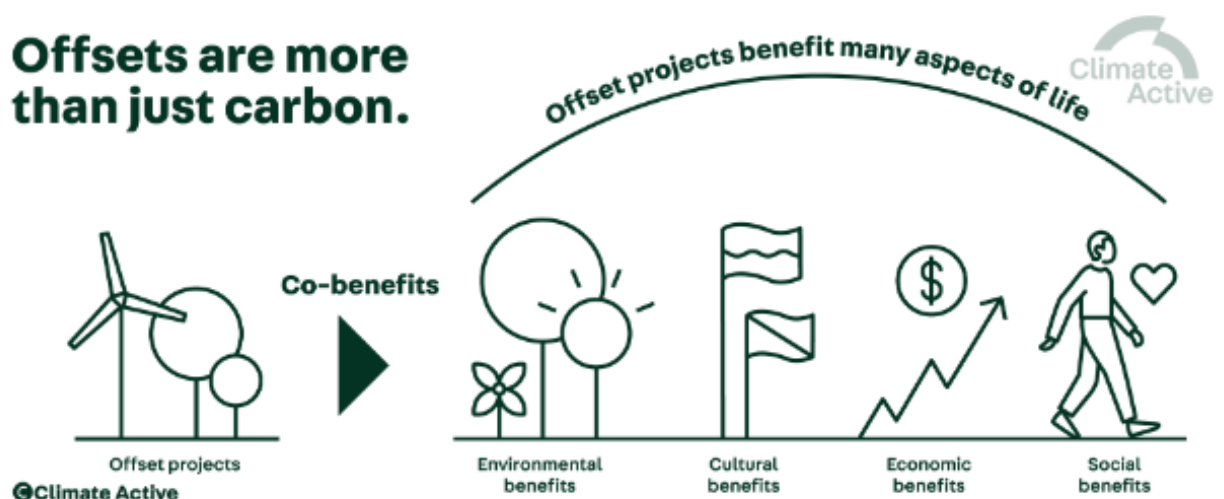 Offsets are more
than just carbon.
Offset projects benefit many aspects of life
Climate
Active
Co-benefits
$
Offset projects
Environmental
benefits
Cultural
benefits
Economic
benefits
Social
benefits
©Climate Active